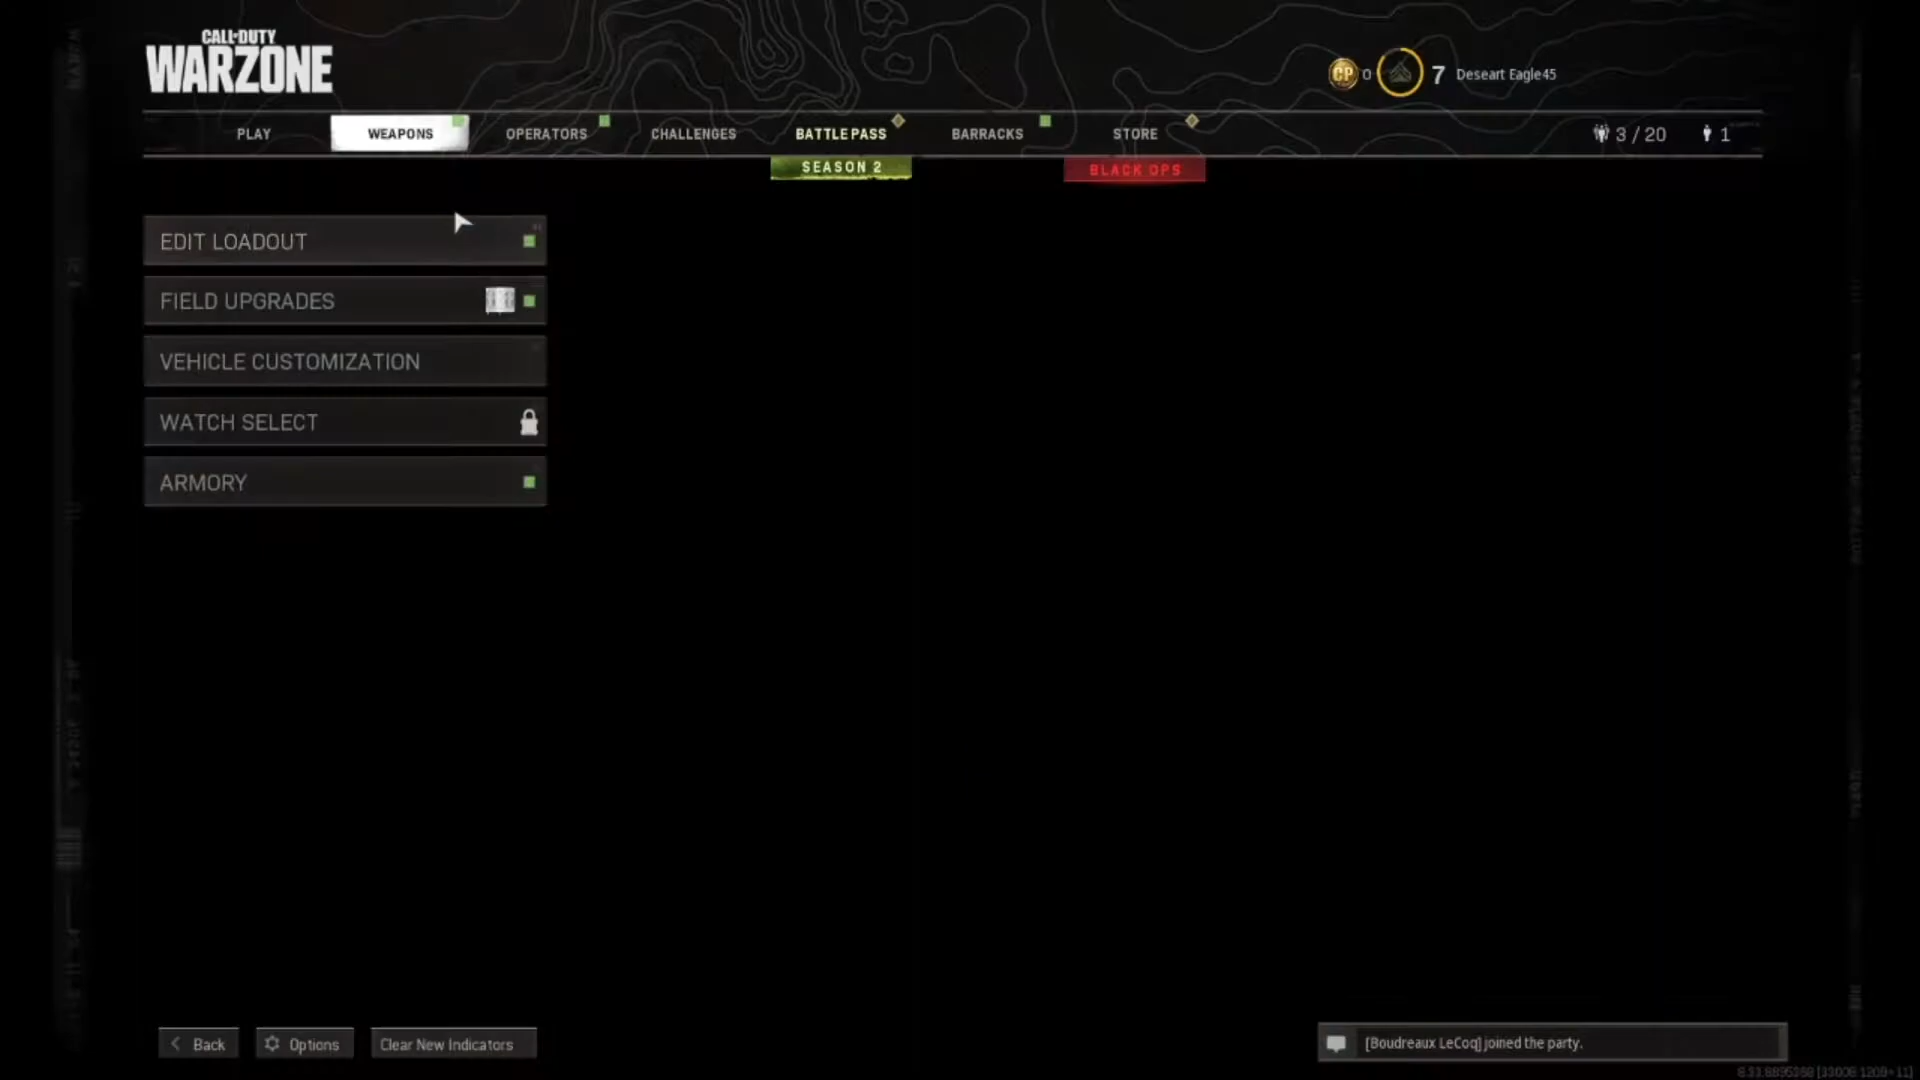 CALL OF DUTY
WARZONE
CP 0 7 Deseart Eagle45
PLAY WEAPONS OPERATORS CHALLENGES BATTLE PASS BARRACKS STORE 3 / 20 1
SEASON 2 BLACK OPS
EDIT LOADOUT
FIELD UPGRADES
VEHICLE CUSTOMIZATION
WATCH SELECT
ARMORY
Back Options Clear New Indicators [Boudreaux LeCoq] joined the party.